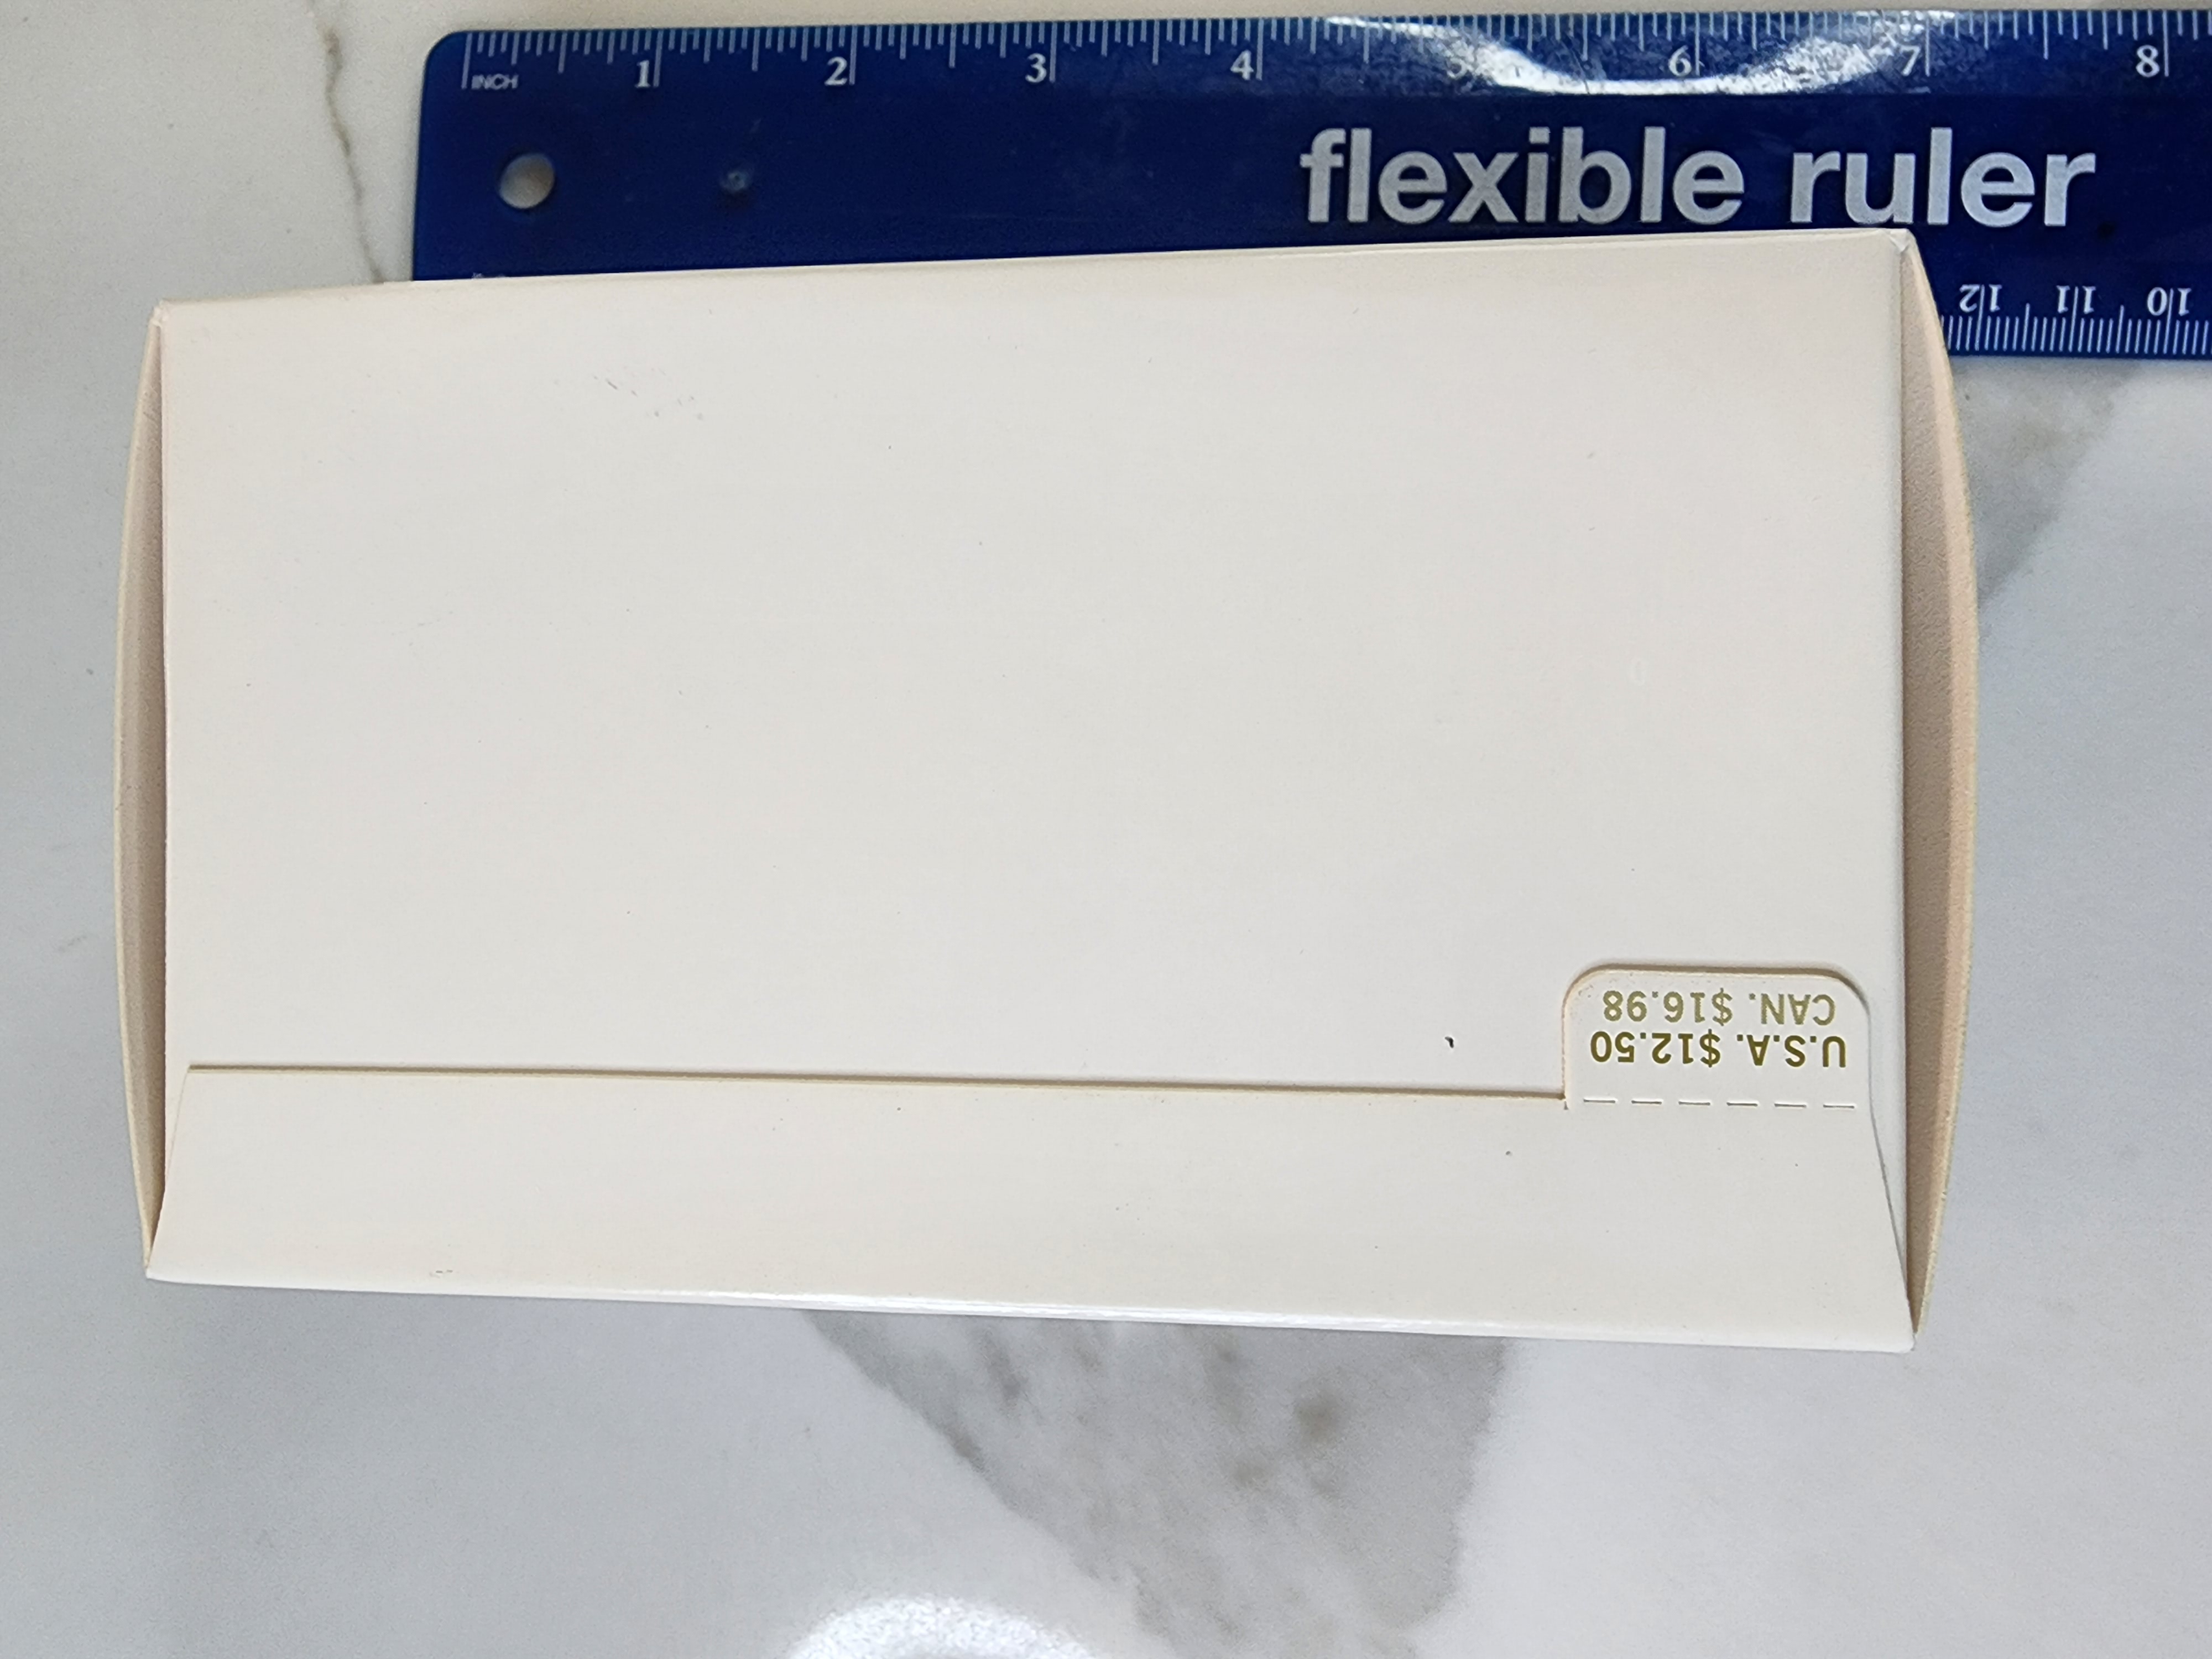 INCH 1 2 3 4 5 6 7 8
flexible ruler
12 11 10
U.S.A. $12.50
CAN. $16.98